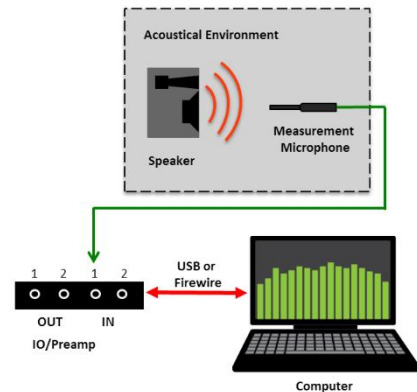 Acoustical Environment
Speaker
Measurement
Microphone
1 2 1 2
OUT IN
IO/Preamp
USB or
Firewire
Computer